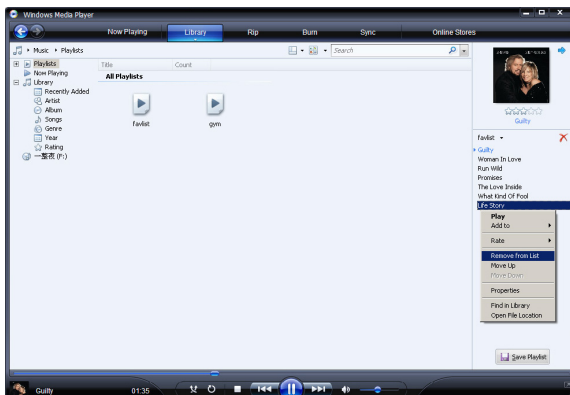 Windows Media Player
Now Playing Library Rip Burn Sync Online Stores
Music Playlists Search
Playlists
Now Playing
Library
Recently Added
Artist
Album
Songs
Genre
Year
Rating
一整夜 (F:)
Title Count
All Playlists
favlist gym
Guilty
favlist
Guilty
Woman In Love
Run Wild
Promises
The Love Inside
What Kind Of Fool
Life Story
Play
Add to
Rate
Remove from List
Move Up
Move Down
Properties
Find in Library
Open File Location
Save Playlist
Guilty 01:35